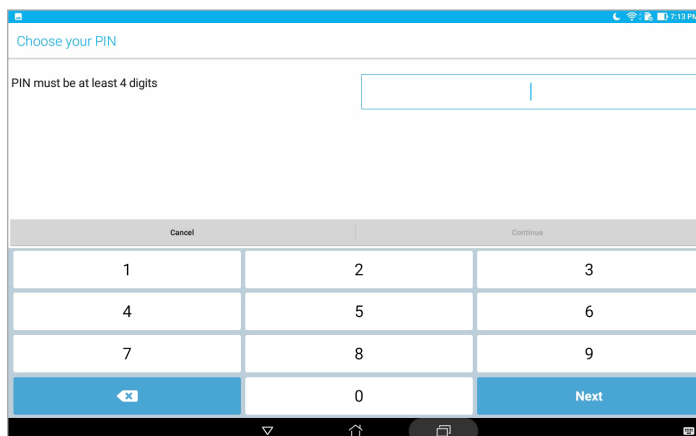 7:13 PM
Choose your PIN
PIN must be at least 4 digits
Cancel Continue
1 2 3
4 5 6
7 8 9
0 Next